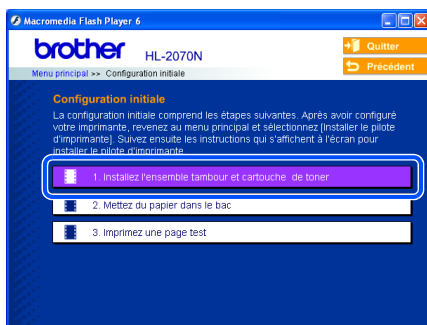 Macromedia Flash Player 6
brother HL-2070N
Quitter
Précédent
Menu principal >> Configuration initiale
Configuration initiale
La configuration initiale comprend les étapes suivantes. Après avoir configuré
votre imprimante, revenez au menu principal et sélectionnez [Installer le pilote
d'imprimante]. Suivez ensuite les instructions qui s'affichent à l'écran pour
installer le pilote d'imprimante
1. Installez l'ensemble tambour et cartouche de toner
2. Mettez du papier dans le bac
3. Imprimez une page test